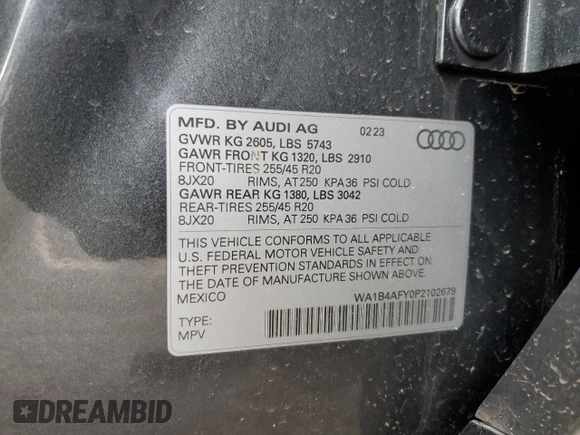 MFD. BY AUDI AG 02 23
GVWR KG 2605, LBS 5743
GAWR FRONT KG 1320, LBS 2910
FRONT-TIRES 255/45 R20
8JX20 RIMS, AT 250 KPA 36 PSI COLD
GAWR REAR KG 1380, LBS 3042
REAR-TIRES 255/45 R20
8JX20 RIMS, AT 250 KPA 36 PSI COLD
THIS VEHICLE CONFORMS TO ALL APPLICABLE
U.S. FEDERAL MOTOR VEHICLE SAFETY AND
THEFT PREVENTION STANDARDS IN EFFECT ON
THE DATE OF MANUFACTURE SHOWN ABOVE.
MEXICO WA1B4AFY0P2102679
TYPE:
MPV
DREAMBID